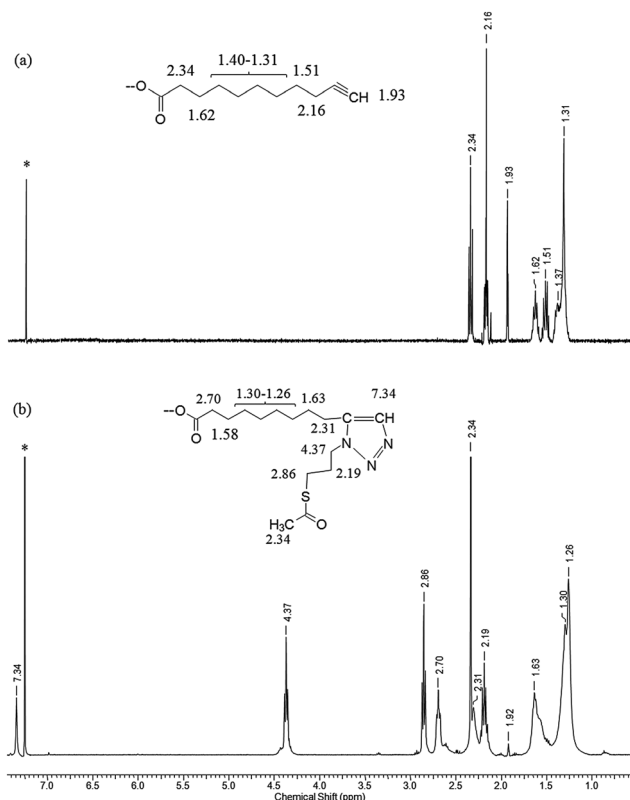 (a)
2.34 1.40-1.31 1.51
--O
O
1.62
2.16
CH 1.93
*
2.34
2.16
1.93
1.62
1.51
1.37
1.31
(b)
2.70 1.30-1.26 1.63 7.34
--O
O
1.58
2.31
C CH
4.37 N N
N
2.86 2.19
S
H3C O
2.34
*
7.34
4.37
2.86
2.70
2.34
2.31
2.19
1.92
1.63
1.30
1.26
7.0 6.5 6.0 5.5 5.0 4.5 4.0 3.5 3.0 2.5 2.0 1.5 1.0
Chemical Shift (ppm)